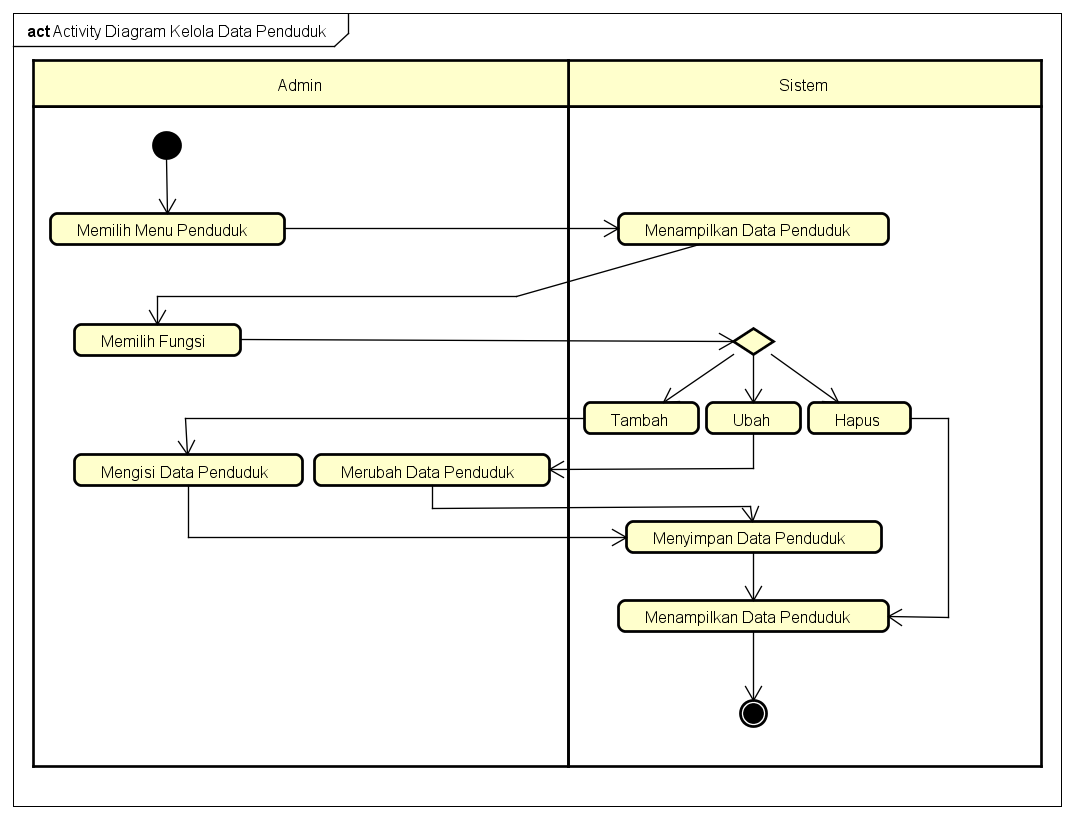 act Activity Diagram Kelola Data Penduduk
Admin
Sistem
Memilih Menu Penduduk
Menampilkan Data Penduduk
Memilih Fungsi
Tambah
Ubah
Hapus
Mengisi Data Penduduk
Merubah Data Penduduk
Menyimpan Data Penduduk
Menampilkan Data Penduduk